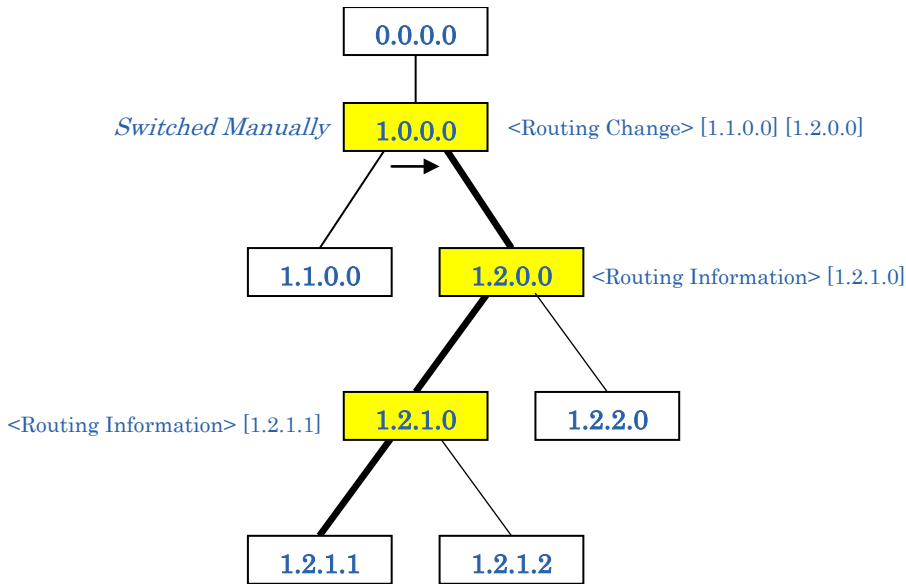 0.0.0.0
Switched Manually 1.0.0.0 <Routing Change> [1.1.0.0] [1.2.0.0]
1.1.0.0 1.2.0.0 <Routing Information> [1.2.1.0]
<Routing Information> [1.2.1.1] 1.2.1.0 1.2.2.0
1.2.1.1 1.2.1.2